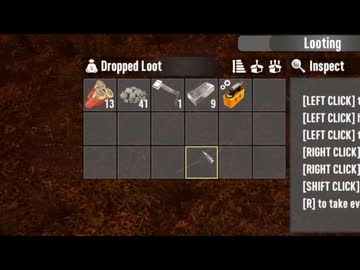 Looting
Dropped Loot
Inspect
13
41
1
9
[LEFT CLICK] t
[LEFT CLICK] h
[LEFT CLICK] t
[RIGHT CLICK]
[RIGHT CLICK]
[SHIFT CLICK]
[R] to take eve